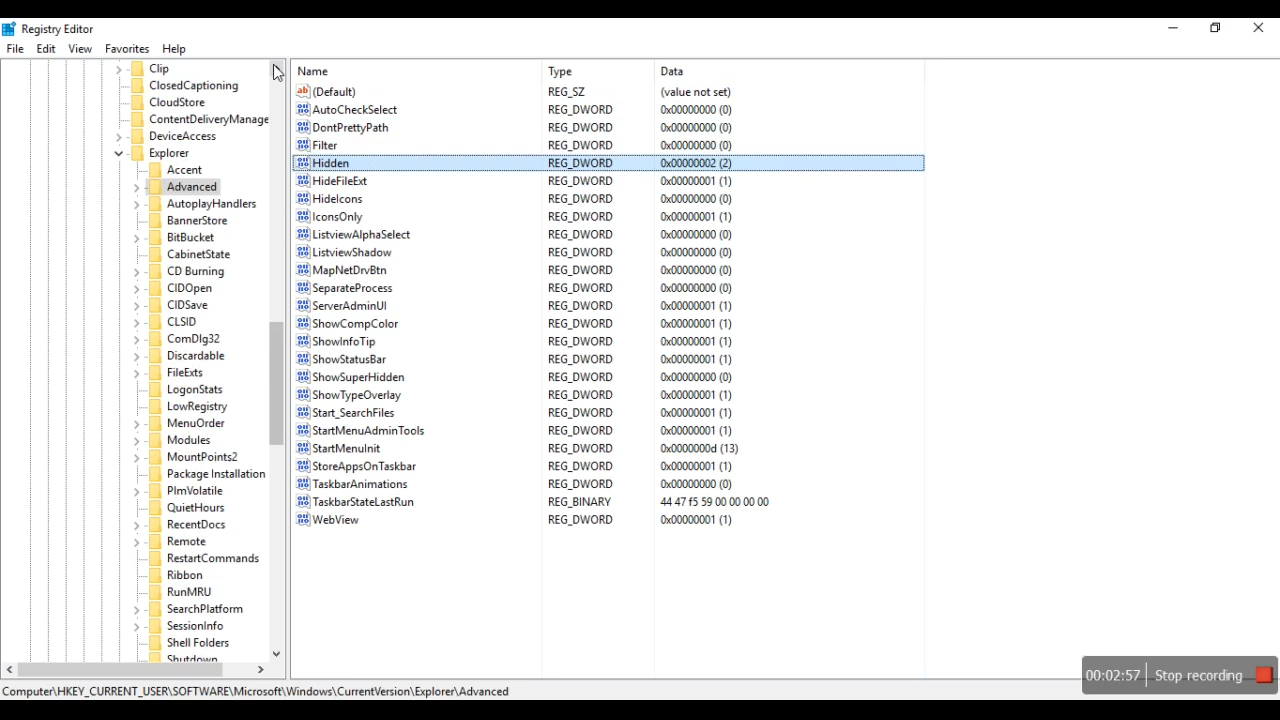 Registry Editor
File Edit View Favorites Help
Clip
ClosedCaptioning
CloudStore
ContentDeliveryManage
DeviceAccess
Explorer
Accent
Advanced
AutoplayHandlers
BannerStore
BitBucket
CabinetState
CD Burning
CIDOpen
CIDSave
CLSID
ComDlg32
Discardable
FileExts
LogonStats
LowRegistry
MenuOrder
Modules
MountPoints2
Package Installation
PlmVolatile
QuietHours
RecentDocs
Remote
RestartCommands
Ribbon
RunMRU
SearchPlatform
SessionInfo
Shell Folders
Shutdown
Name Type Data
(Default) REG_SZ (value not set)
AutoCheckSelect REG_DWORD 0x00000000 (0)
DontPrettyPath REG_DWORD 0x00000000 (0)
Filter REG_DWORD 0x00000000 (0)
Hidden REG_DWORD 0x00000002 (2)
HideFileExt REG_DWORD 0x00000001 (1)
HideIcons REG_DWORD 0x00000000 (0)
IconsOnly REG_DWORD 0x00000001 (1)
ListviewAlphaSelect REG_DWORD 0x00000000 (0)
ListviewShadow REG_DWORD 0x00000000 (0)
MapNetDrvBtn REG_DWORD 0x00000000 (0)
SeparateProcess REG_DWORD 0x00000000 (0)
ServerAdminUI REG_DWORD 0x00000001 (1)
ShowCompColor REG_DWORD 0x00000001 (1)
ShowInfoTip REG_DWORD 0x00000001 (1)
ShowStatusBar REG_DWORD 0x00000001 (1)
ShowSuperHidden REG_DWORD 0x00000000 (0)
ShowTypeOverlay REG_DWORD 0x00000001 (1)
Start_SearchFiles REG_DWORD 0x00000001 (1)
StartMenuAdminTools REG_DWORD 0x00000001 (1)
StartMenuInit REG_DWORD 0x0000000d (13)
StoreAppsOnTaskbar REG_DWORD 0x00000001 (1)
TaskbarAnimations REG_DWORD 0x00000000 (0)
TaskbarStateLastRun REG_BINARY 44 47 f5 59 00 00 00 00
WebView REG_DWORD 0x00000001 (1)
00:02:57 Stop recording
Computer\HKEY_CURRENT_USER\SOFTWARE\Microsoft\Windows\CurrentVersion\Explorer\Advanced